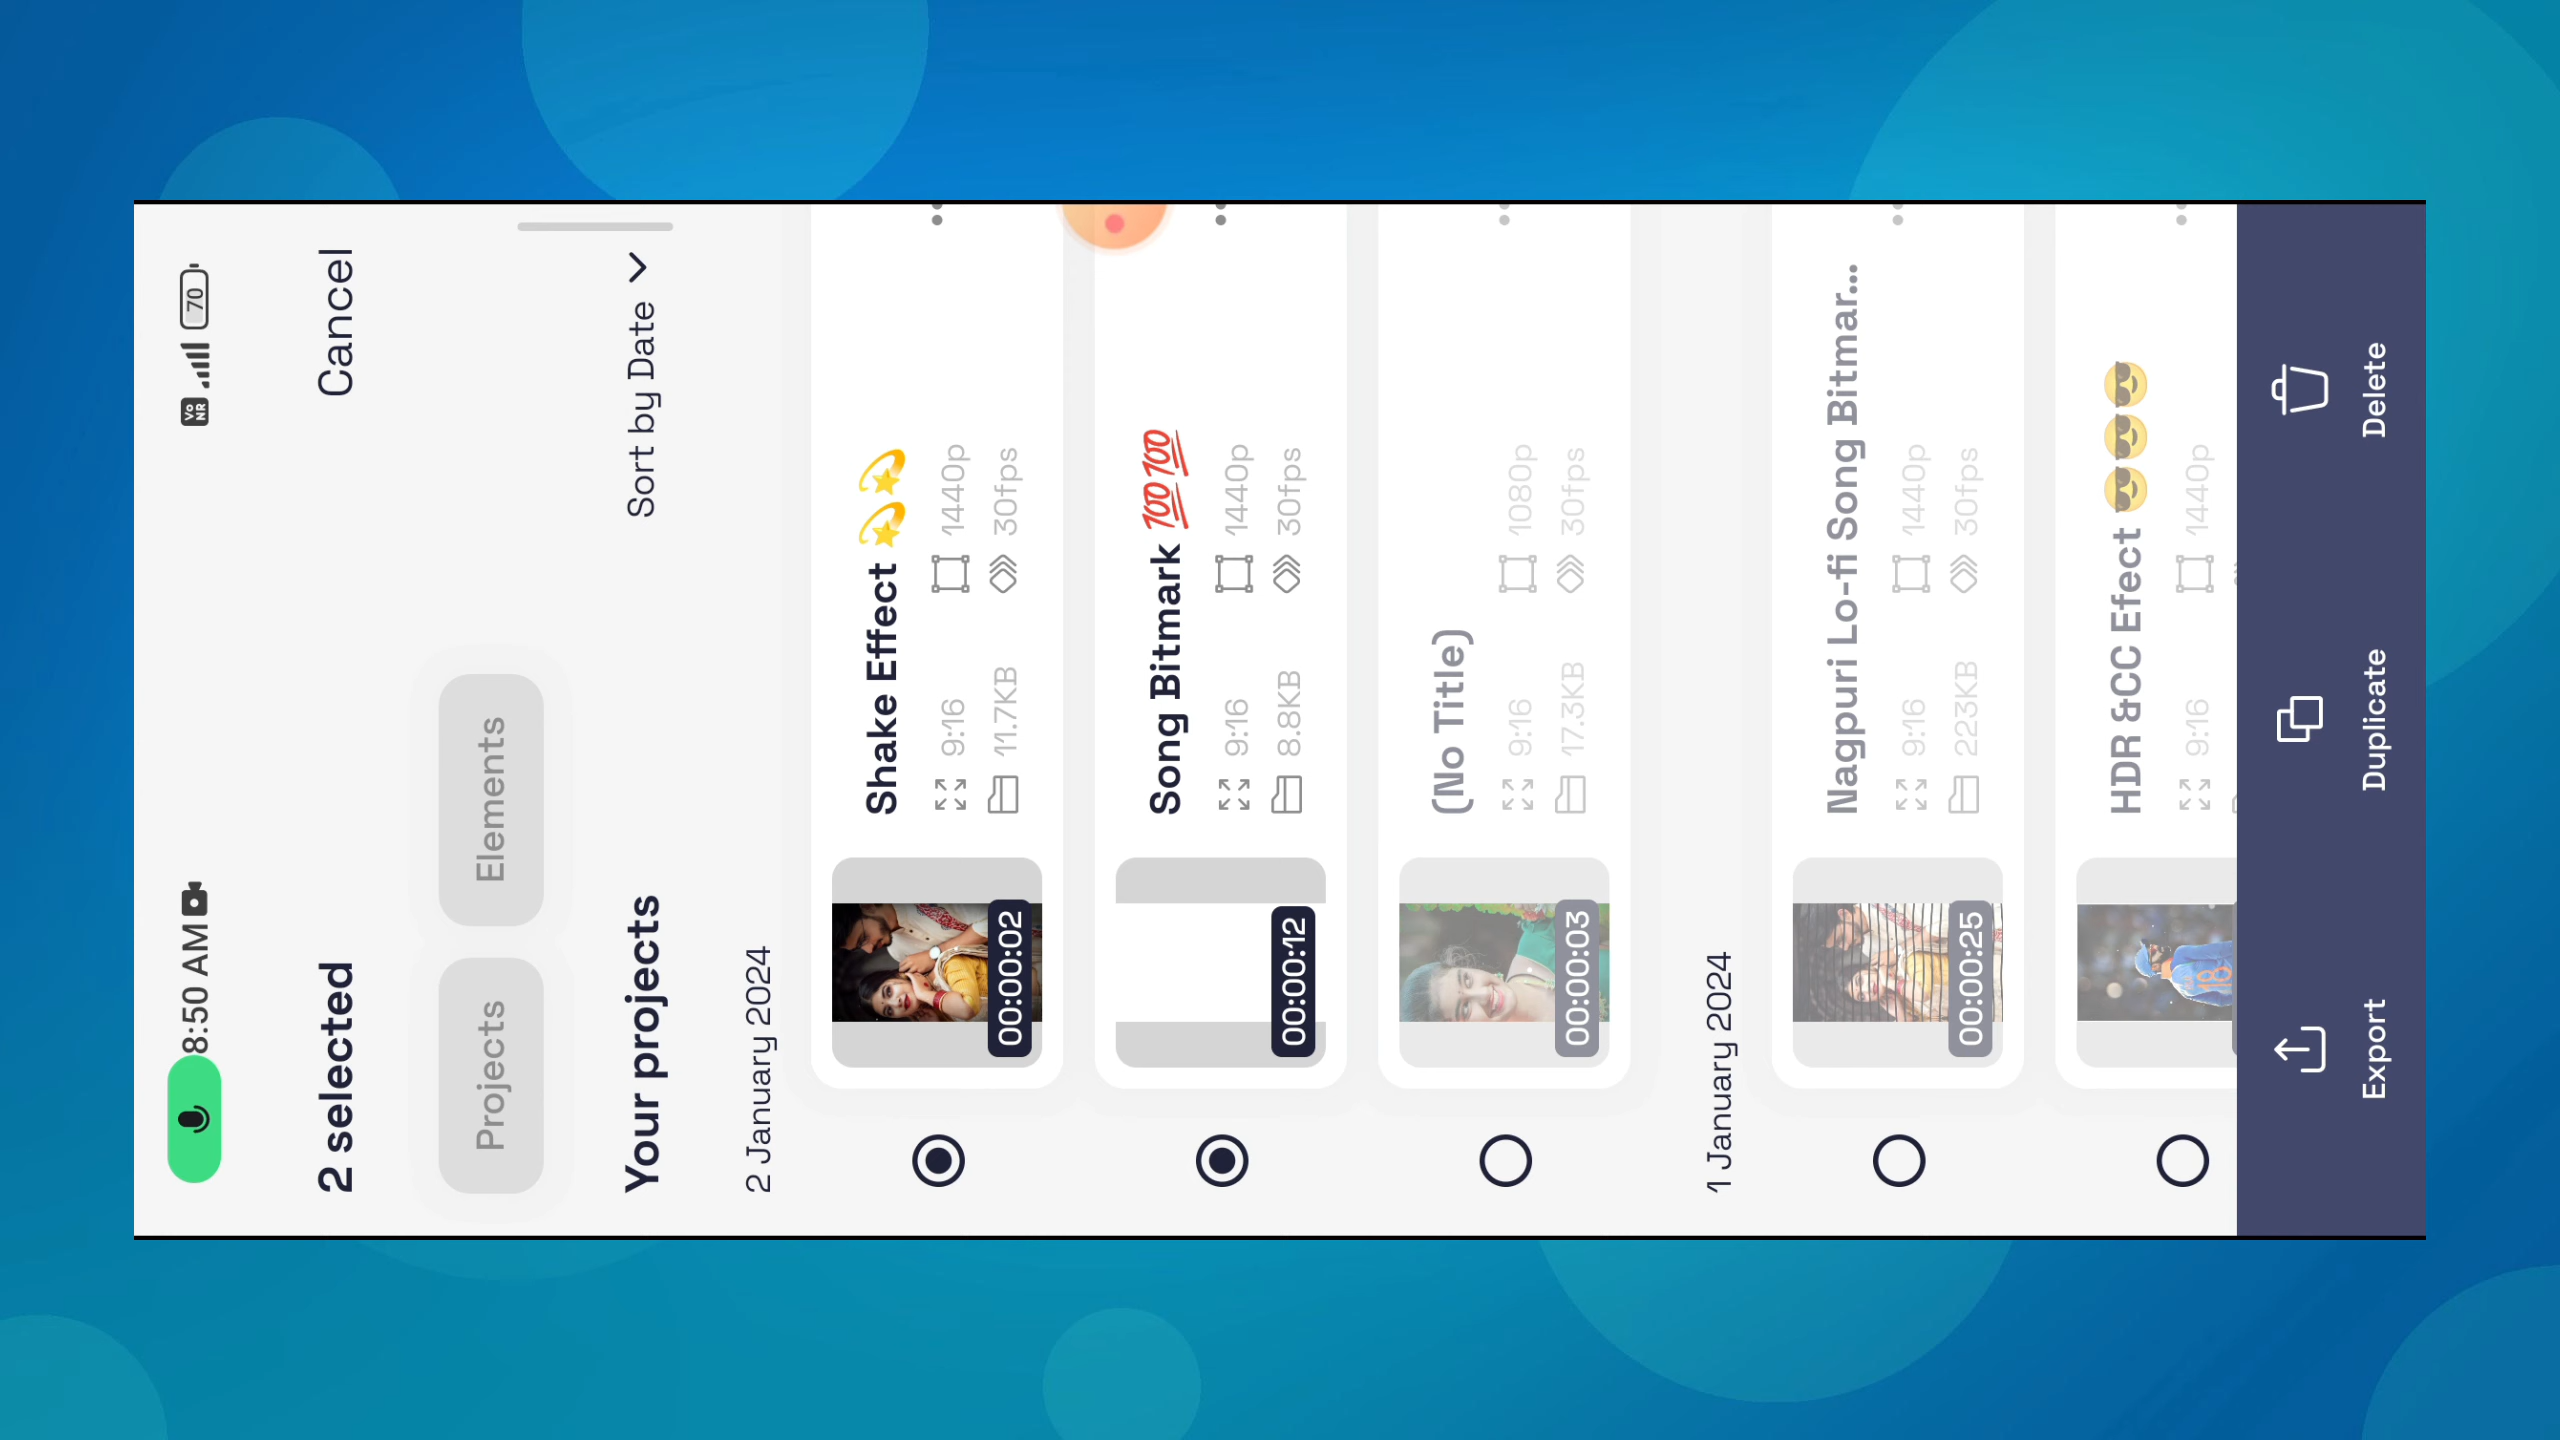 8:50 AM
Vo NR
70
2 selected
Cancel
Projects
Elements
Your projects
Sort by Date
2 January 2024
Shake Effect 💫💫
9:16
1440p
11.7KB
30fps
00:00:02
Song Bitmark 💯💯
9:16
1440p
8.8KB
30fps
00:00:12
(No Title)
9:16
1080p
17.3KB
30fps
00:00:03
1 January 2024
Nagpuri Lo-fi Song Bitmar...
9:16
1440p
223KB
30fps
00:00:25
HDR &CC Efect 😎😎😎
9:16
1440p
18
Export
Duplicate
Delete